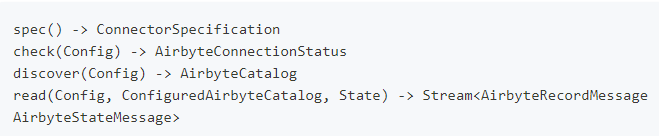 spec() -> ConnectorSpecification
check(Config) -> AirbyteConnectionStatus
discover(Config) -> AirbyteCatalog
read(Config, ConfiguredAirbyteCatalog, State) -> Stream<AirbyteRecordMessage
AirbyteStateMessage>